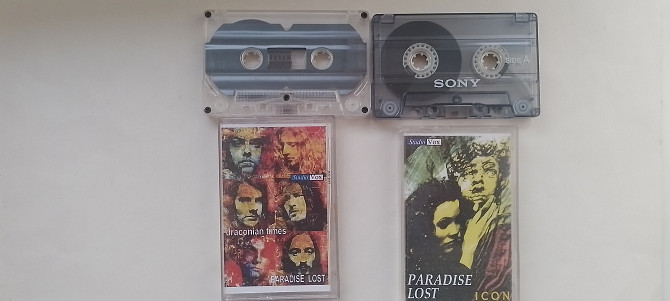 SONY
side A
Studio Vox
draconian times
PARADISE LOST
Studio Vox
PARADISE
LOST
ICON